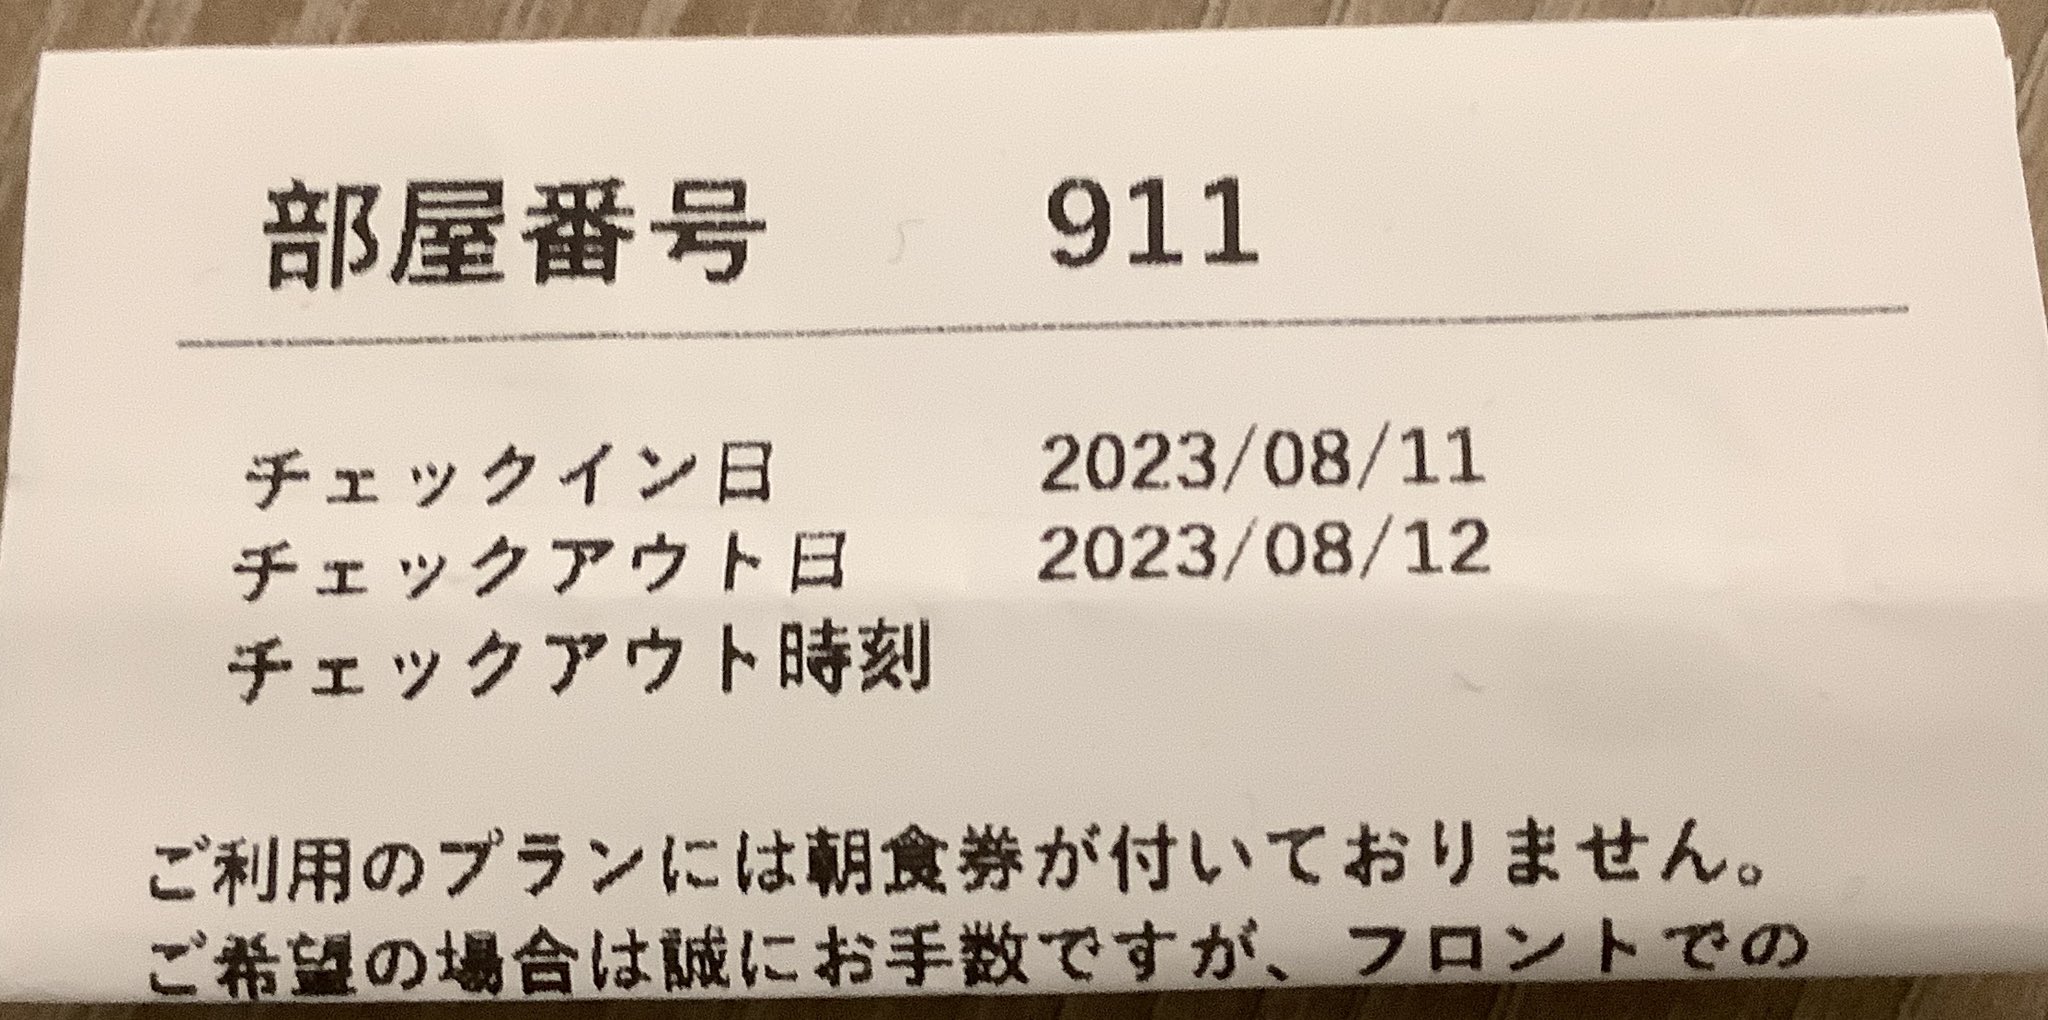 部屋番号 911
チェックイン日 2023/08/11
チェックアウト日 2023/08/12
チェックアウト時刻
ご利用のプランには朝食券が付いておりません。
ご希望の場合は誠にお手数ですが、フロントでの